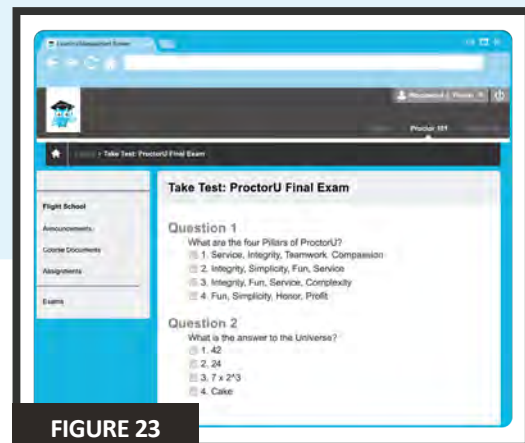 Proctor 101
> Take Test: ProctorU Final Exam
Take Test: ProctorU Final Exam
Flight School
Announcements
Course Documents
Assignments
Exams
Question 1
What are the four Pillars of ProctorU?
1. Service, Integrity, Teamwork, Compassion
2. Integrity, Simplicity, Fun, Service
3. Integrity, Fun, Service, Complexity
4. Fun, Simplicity, Honor, Profit
Question 2
What is the answer to the Universe?
1. 42
2. 24
3. 7 x 2^3
4. Cake
FIGURE 23